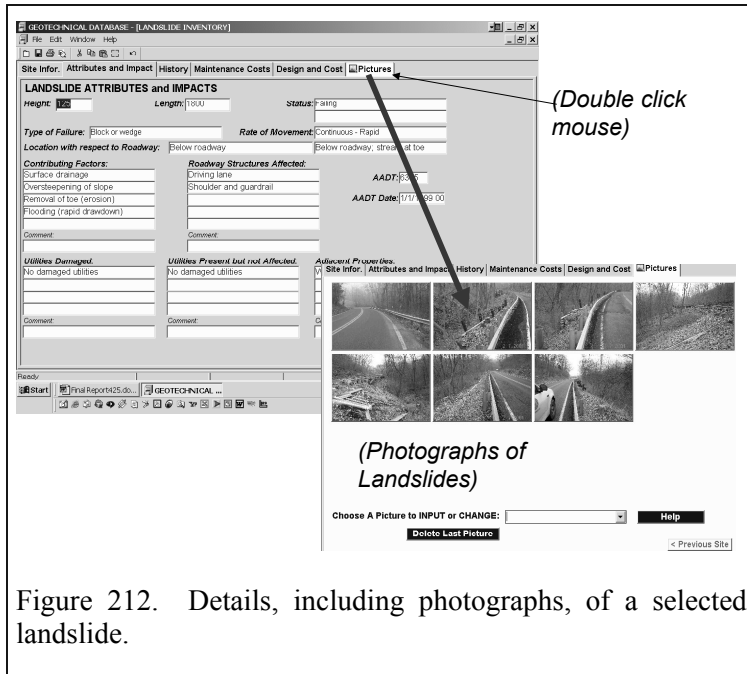 GEOTECHNICAL DATABASE - [LANDSLIDE INVENTORY]
File Edit Window Help
Site Infor. Attributes and Impact History Maintenance Costs Design and Cost Pictures
LANDSLIDE ATTRIBUTES and IMPACTS
Height: 125 Length: 1800 Status: Failing
(Double click
mouse)
Type of Failure: Block or wedge Rate of Movement: Continuous - Rapid
Location with respect to Roadway: Below roadway Below roadway; stream at toe
Contributing Factors: Roadway Structures Affected:
Surface drainage Driving lane AADT:
Oversteepening of slope Shoulder and guardrail
Removal of toe (erosion) AADT Date:
Flooding (rapid drawdown)
Comment: Comment:
Utilities Damaged: Utilities Present but not Affected: Adjacent Properties:
No damaged utilities No damaged utilities
Comment: Comment:
Ready
Start Final Report425.do... GEOTECHNICAL ...
Site Infor. Attributes and Impact History Maintenance Costs Design and Cost Pictures
(Photographs of
Landslides)
Choose A Picture to INPUT or CHANGE: Help
Delete Last Picture
< Previous Site
Figure 212. Details, including photographs, of a selected
landslide.